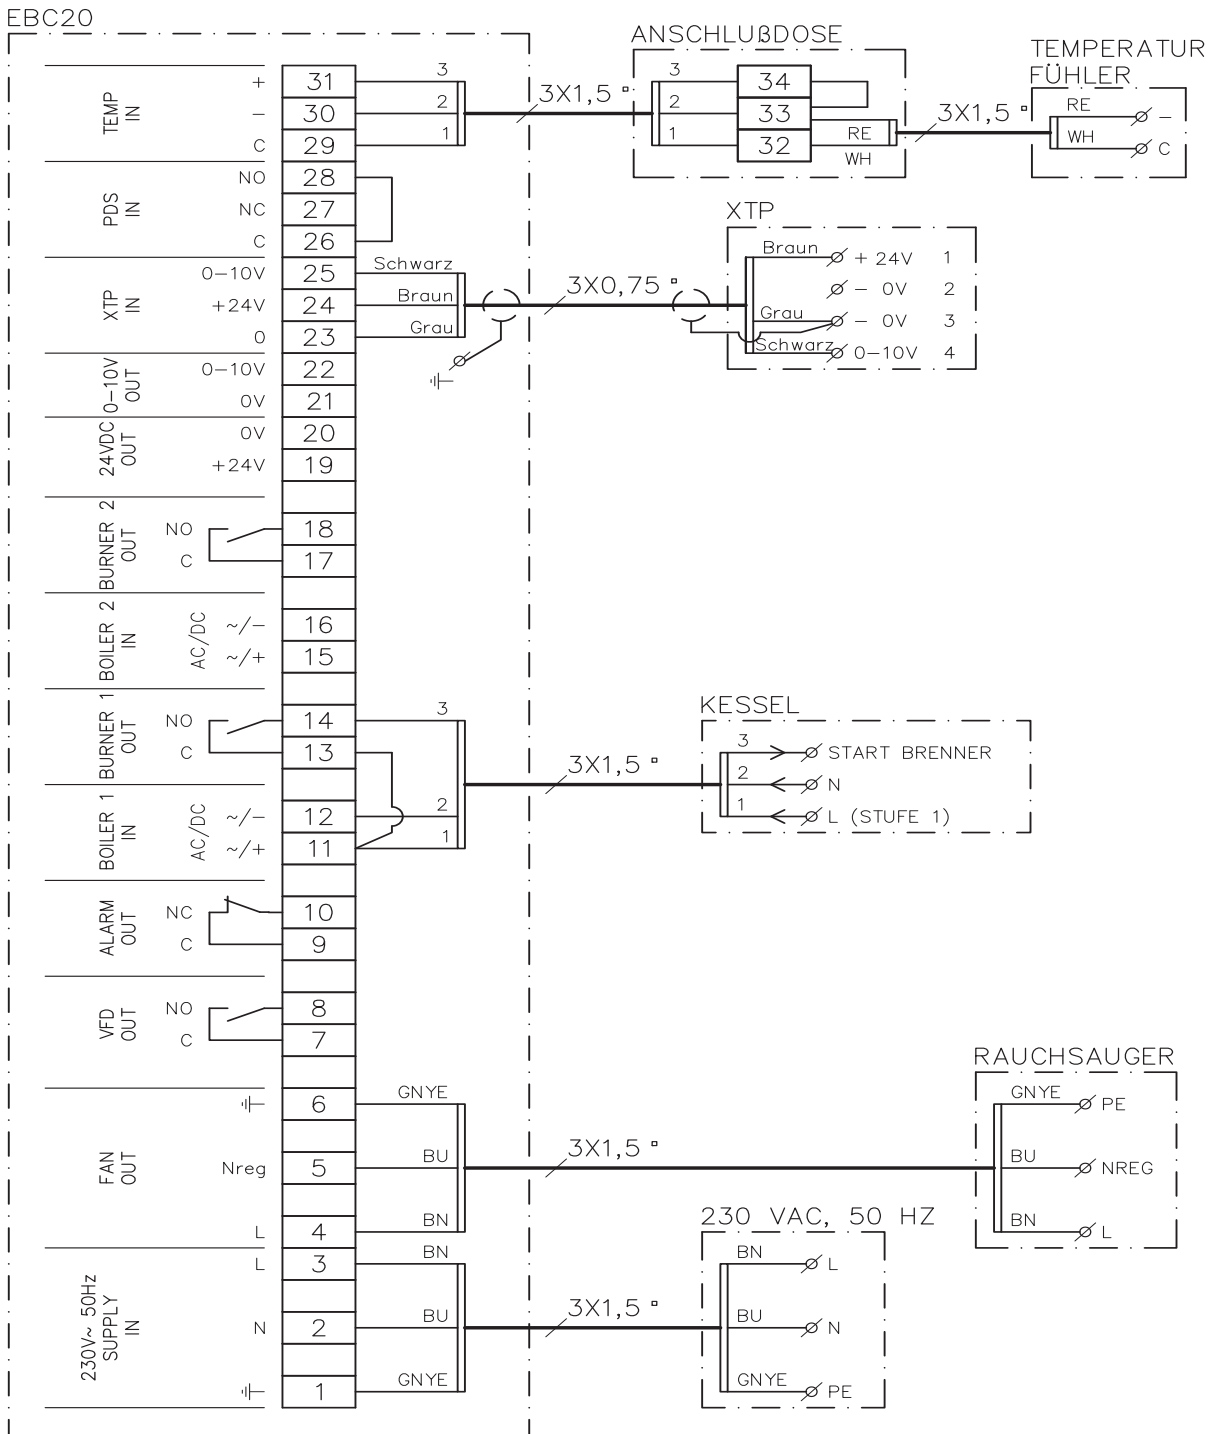 EBC20
ANSCHLUßDOSE
TEMPERATUR
FÜHLER
TEMP
IN
+ 31 3
− 30 2
C 29 1
3X1,5 ▫
3 34
2 33
1 32
RE
WH
3X1,5 ▫
RE −
WH C
PDS
IN
NO 28
NC 27
C 26
XTP
IN
0−10V 25 Schwarz
+24V 24 Braun
0 23 Grau
3X0,75 ▫
XTP
Braun + 24V 1
− 0V 2
Grau − 0V 3
Schwarz 0−10V 4
0−10V
OUT
0−10V 22
0V 21
24VDC
OUT
0V 20
+24V 19
BURNER 2
OUT
NO 18
C 17
BOILER 2
IN
AC/DC
~/− 16
~/+ 15
BURNER 1
OUT
NO 14 3
C 13
BOILER 1
IN
AC/DC
~/− 12 2
~/+ 11 1
3X1,5 ▫
KESSEL
3 START BRENNER
2 N
1 L (STUFE 1)
ALARM
OUT
NC 10
C 9
VFD
OUT
NO 8
C 7
FAN
OUT
6 GNYE
Nreg 5 BU
L 4 BN
3X1,5 ▫
RAUCHSAUGER
GNYE PE
BU NREG
BN L
230V~ 50Hz
SUPPLY
IN
L 3 BN
N 2 BU
1 GNYE
3X1,5 ▫
230 VAC, 50 HZ
BN L
BU N
GNYE PE